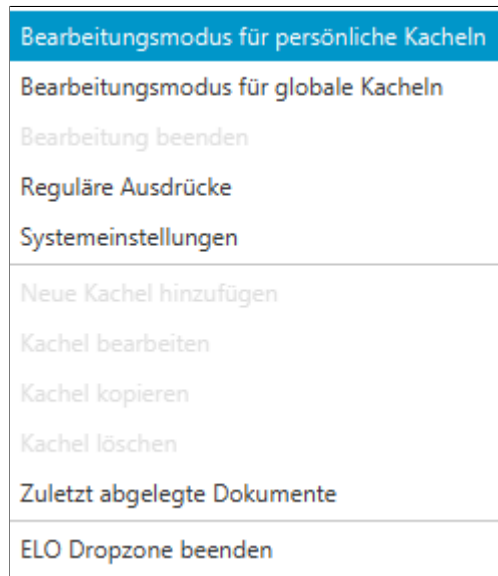 Bearbeitungsmodus für persönliche Kacheln
Bearbeitungsmodus für globale Kacheln
Bearbeitung beenden
Reguläre Ausdrücke
Systemeinstellungen
Neue Kachel hinzufügen
Kachel bearbeiten
Kachel kopieren
Kachel löschen
Zuletzt abgelegte Dokumente
ELO Dropzone beenden